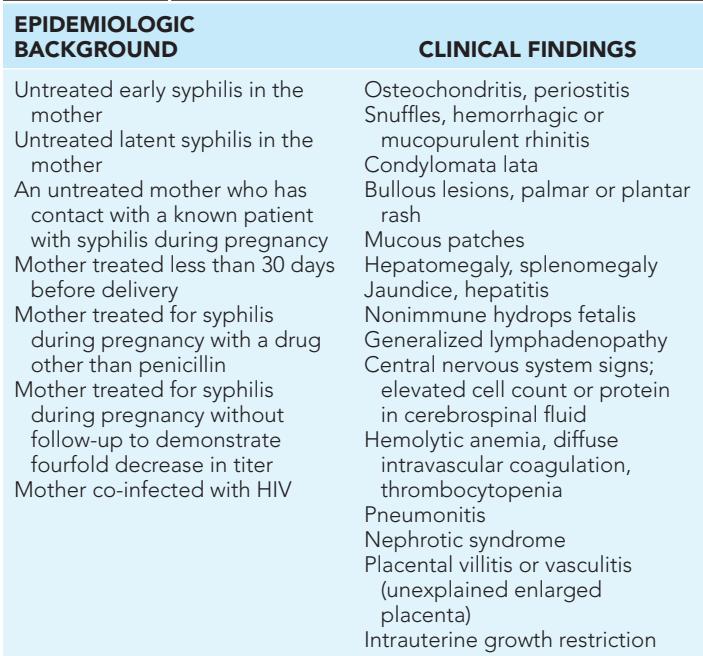 EPIDEMIOLOGIC
BACKGROUND
Untreated early syphilis in the
mother
Untreated latent syphilis in the
mother
An untreated mother who has
contact with a known patient
with syphilis during pregnancy
Mother treated less than 30 days
before delivery
Mother treated for syphilis
during pregnancy with a drug
other than penicillin
Mother treated for syphilis
during pregnancy without
follow-up to demonstrate
fourfold decrease in titer
Mother co-infected with HIV
CLINICAL FINDINGS
Osteochondritis, periostitis
Snuffles, hemorrhagic or
mucopurulent rhinitis
Condylomata lata
Bullous lesions, palmar or plantar
rash
Mucous patches
Hepatomegaly, splenomegaly
Jaundice, hepatitis
Nonimmune hydrops fetalis
Generalized lymphadenopathy
Central nervous system signs;
elevated cell count or protein
in cerebrospinal fluid
Hemolytic anemia, diffuse
intravascular coagulation,
thrombocytopenia
Pneumonitis
Nephrotic syndrome
Placental villitis or vasculitis
(unexplained enlarged
placenta)
Intrauterine growth restriction